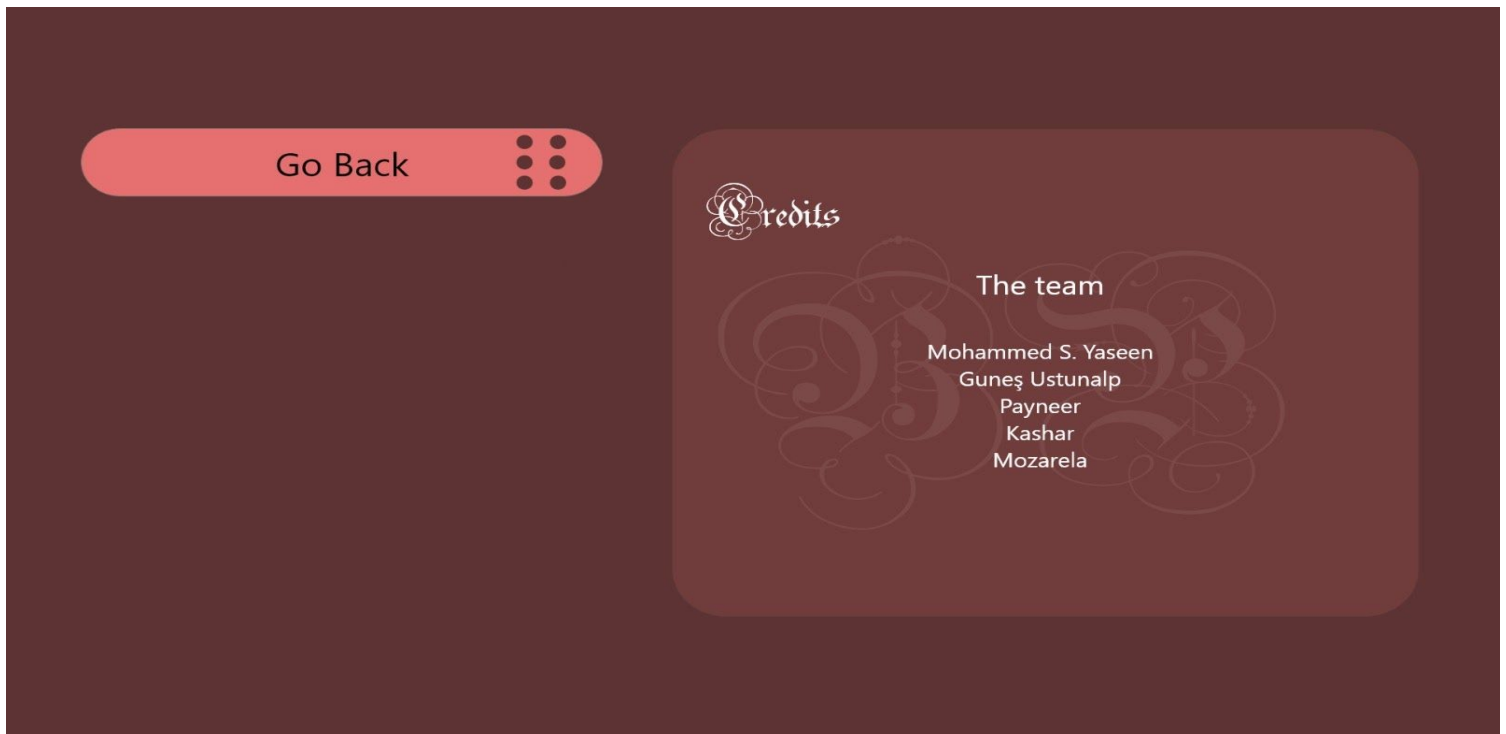 Go Back
Credits
The team
Mohammed S. Yaseen
Guneş Ustunalp
Payneer
Kashar
Mozarela